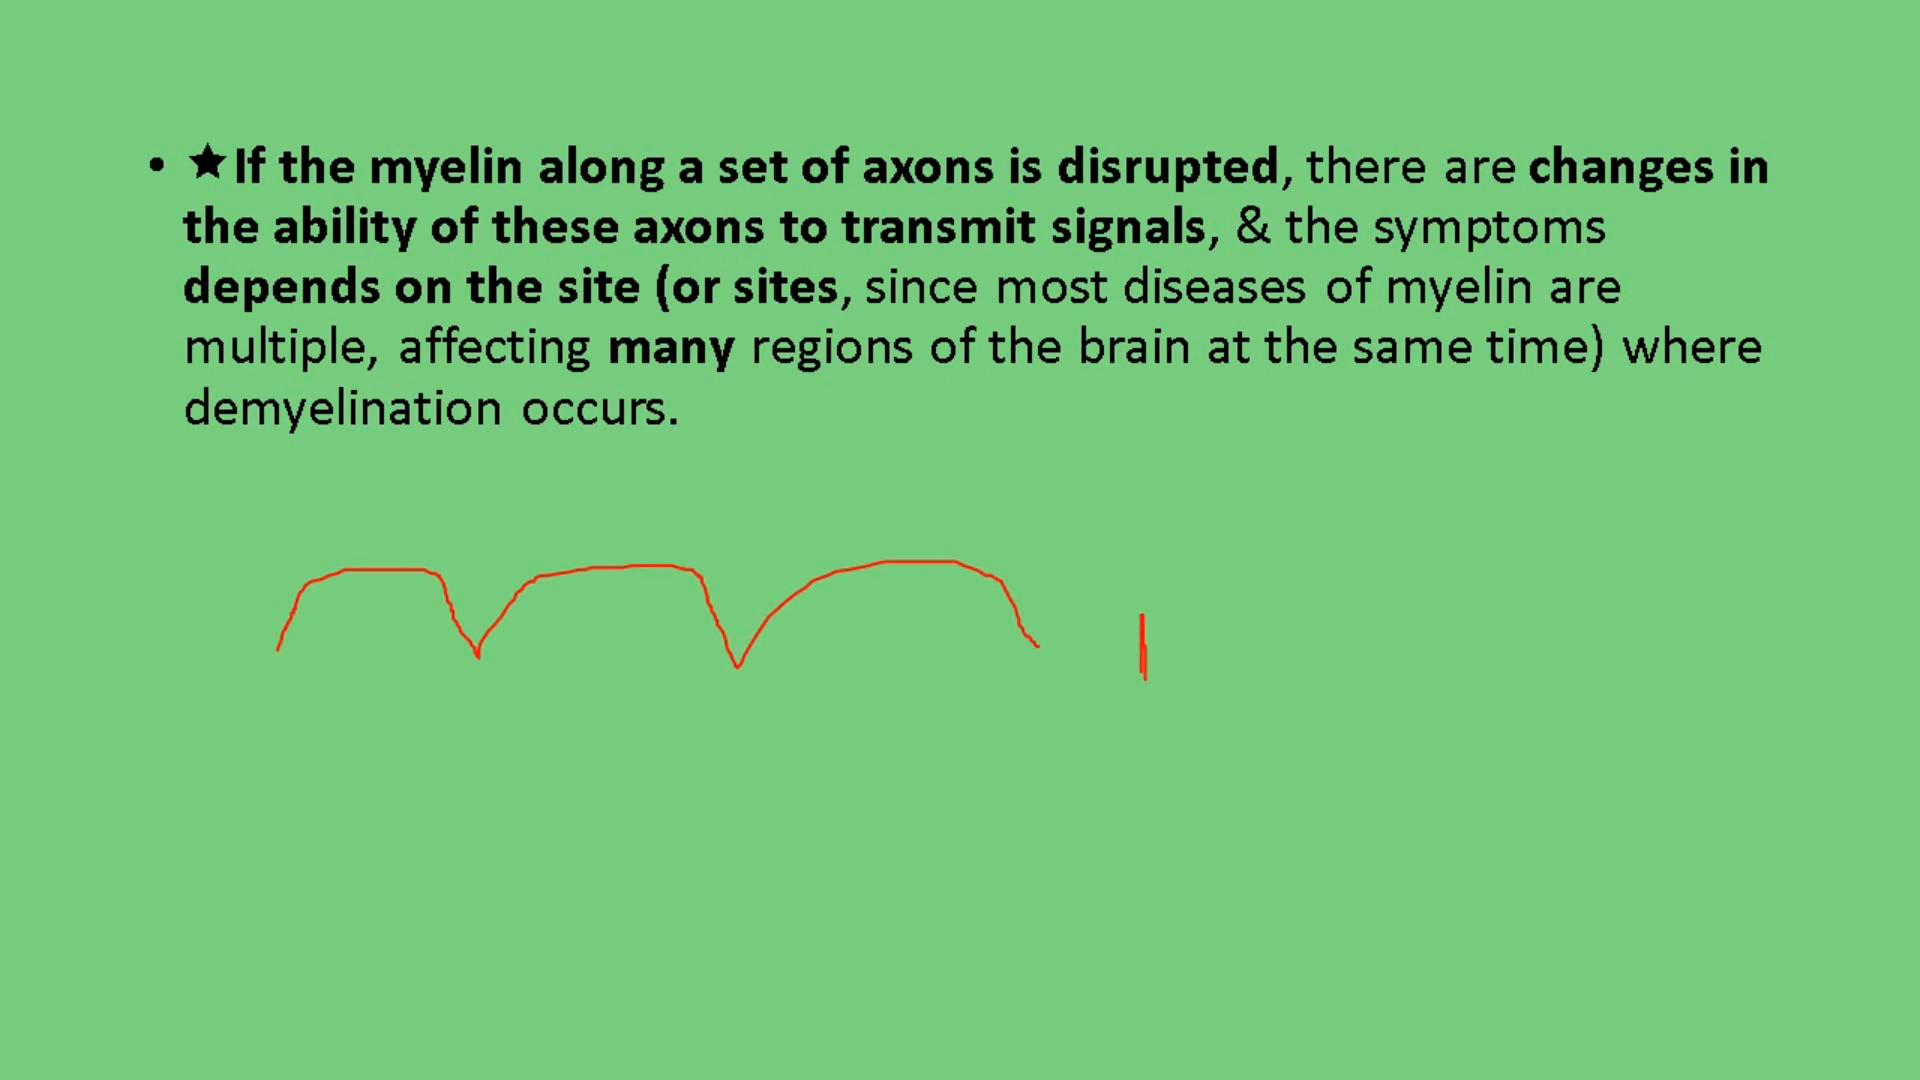 • ★If the myelin along a set of axons is disrupted, there are changes in
the ability of these axons to transmit signals, & the symptoms
depends on the site (or sites, since most diseases of myelin are
multiple, affecting many regions of the brain at the same time) where
demyelination occurs.